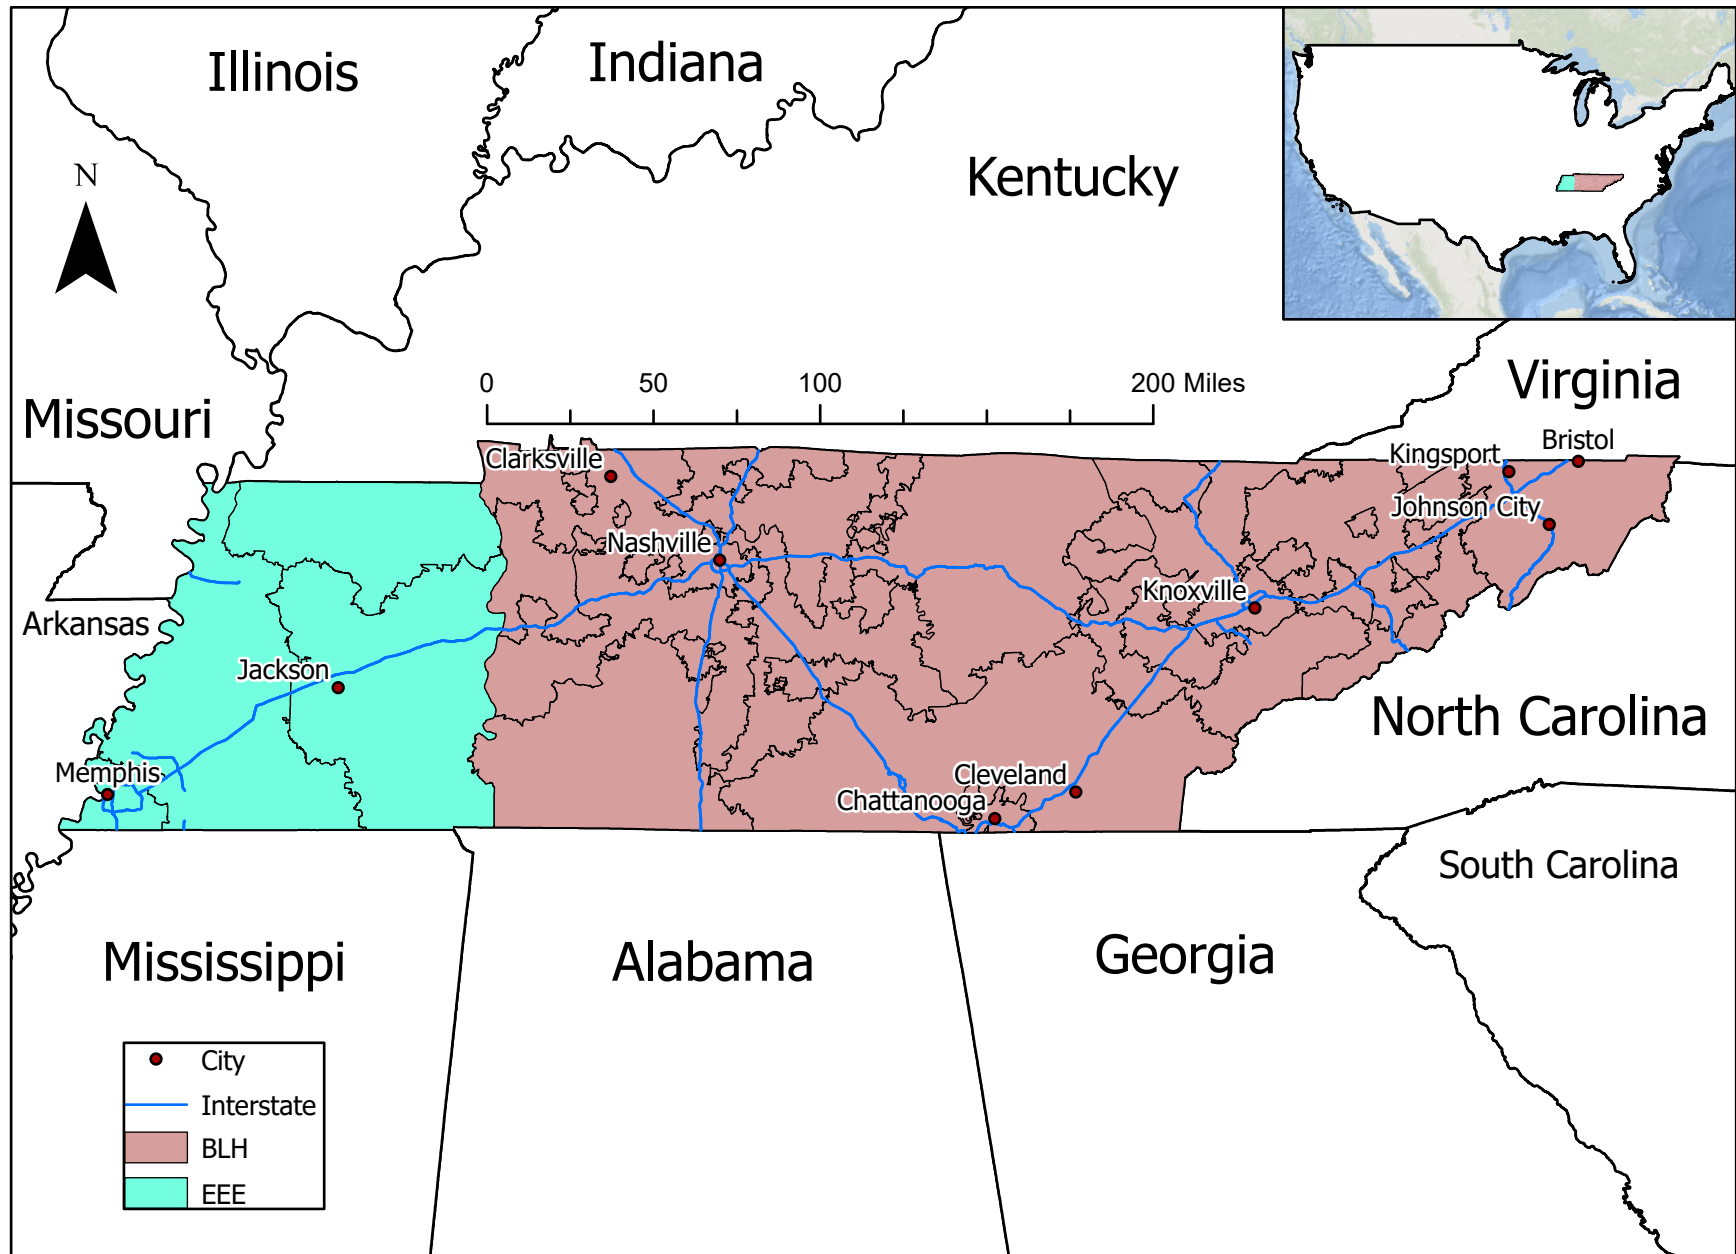 Illinois
Indiana
Kentucky
N
Missouri
0 50 100 200 Miles
Virginia
Clarksville
Kingsport
Bristol
Johnson City
Nashville
Knoxville
Arkansas
Jackson
North Carolina
Memphis
Cleveland
Chattanooga
South Carolina
Mississippi
Alabama
Georgia
City
Interstate
BLH
EEE